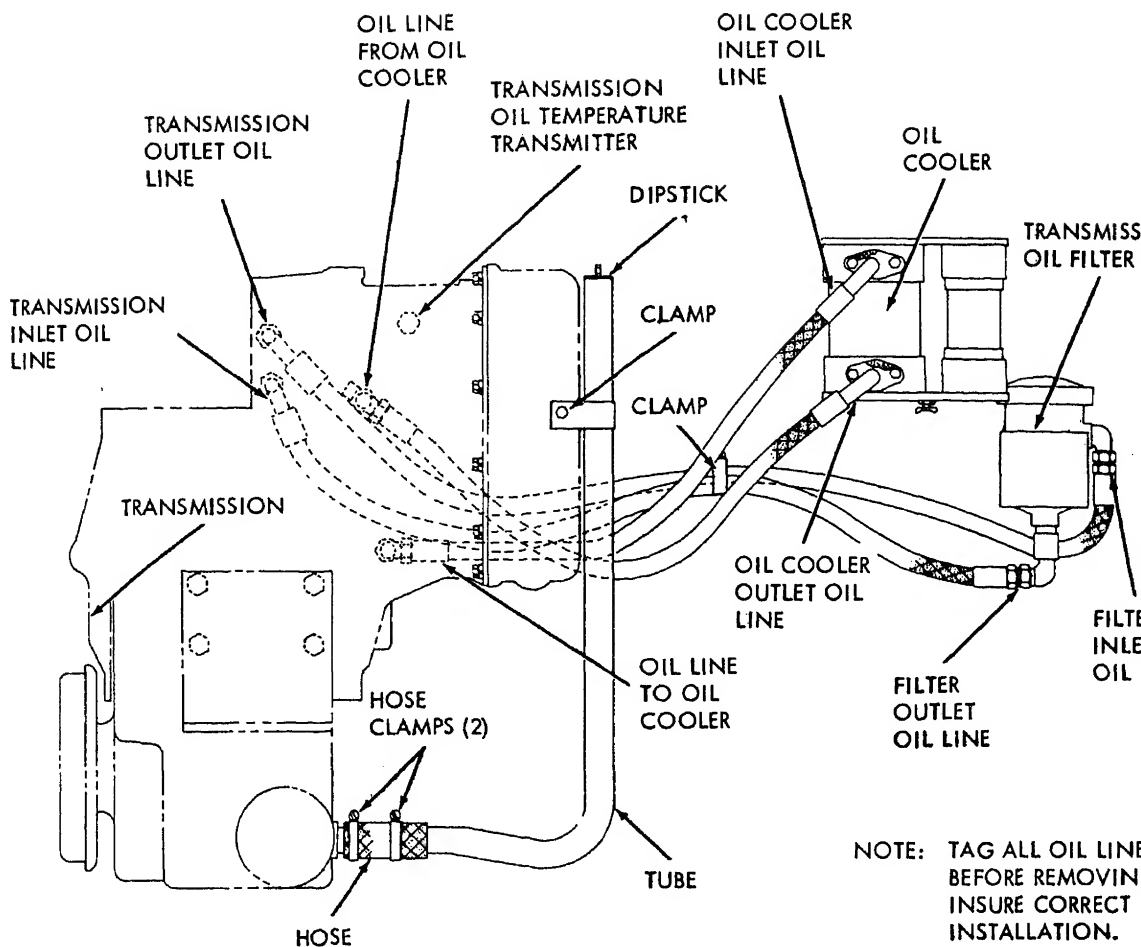 OIL LINE
FROM OIL
COOLER
OIL COOLER
INLET OIL
LINE
TRANSMISSION
OIL TEMPERATURE
TRANSMITTER
TRANSMISSION
OUTLET OIL
LINE
OIL
COOLER
DIPSTICK
TRANSMISS
OIL FILTER
TRANSMISSION
INLET OIL
LINE
CLAMP
CLAMP
TRANSMISSION
OIL COOLER
OUTLET OIL
LINE
FILTE
INLE
OIL
OIL LINE
TO OIL
COOLER
FILTER
OUTLET
OIL LINE
HOSE
CLAMPS (2)
TUBE
HOSE
NOTE: TAG ALL OIL LINE
BEFORE REMOVIN
INSURE CORRECT
INSTALLATION.